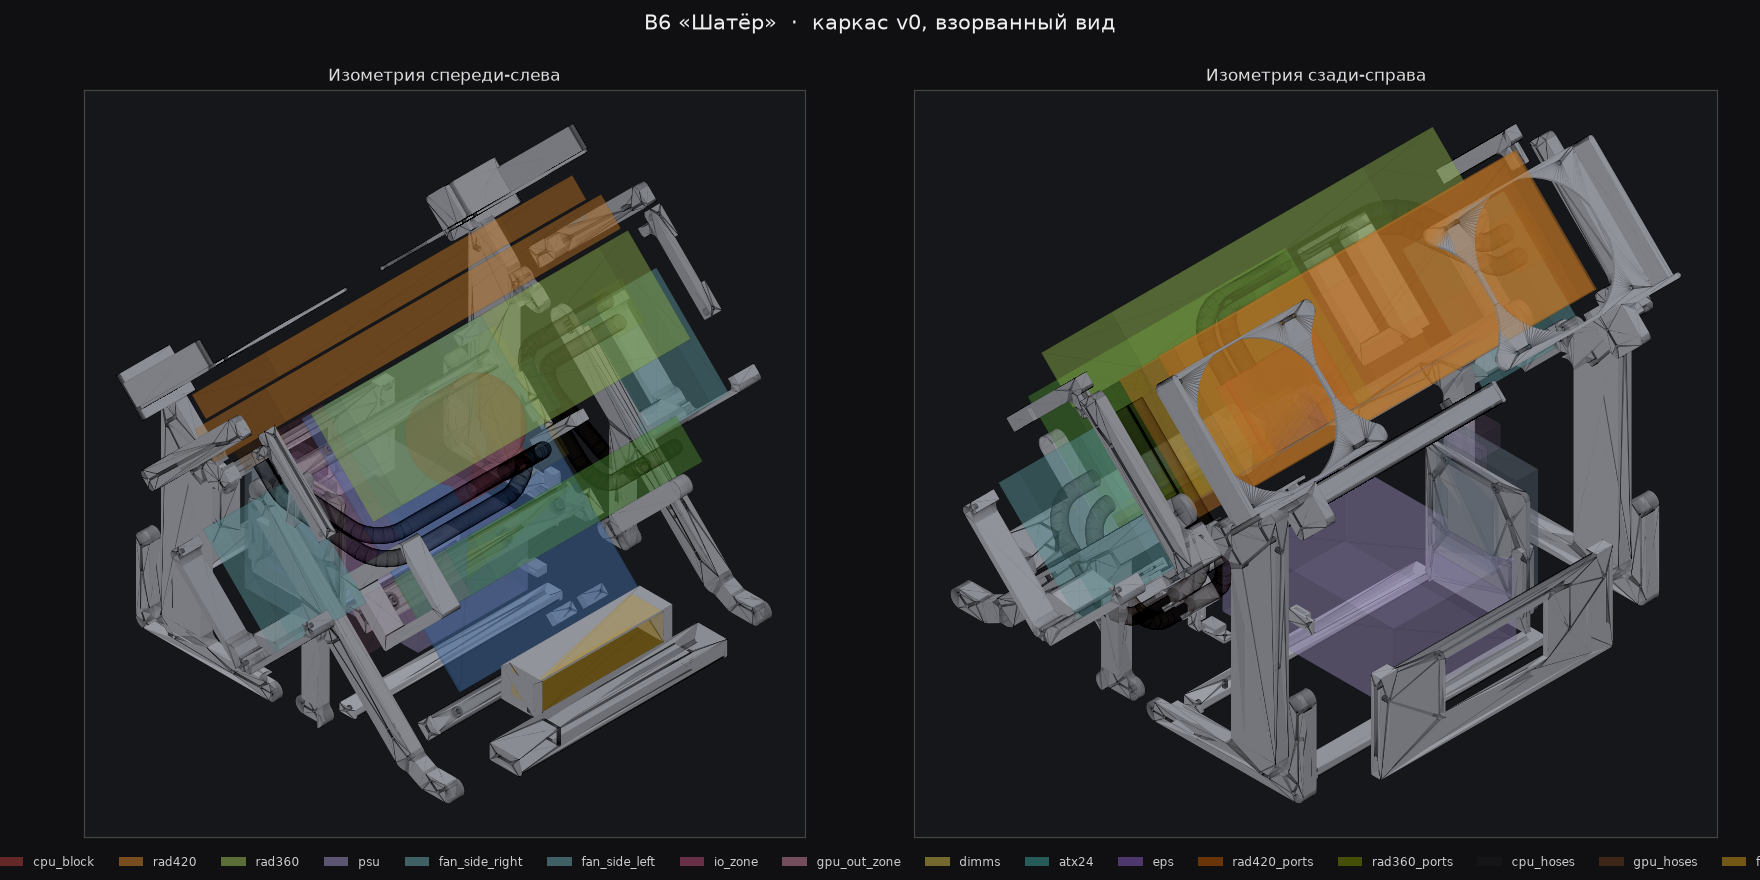 В6 «Шатёр» · каркас v0, взорванный вид
Изометрия спереди-слева
Изометрия сзади-справа
cpu_block rad420 rad360 psu fan_side_right fan_side_left io_zone gpu_out_zone dimms atx24 eps rad420_ports rad360_ports cpu_hoses gpu_hoses